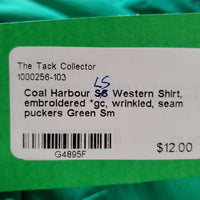 The Tack Collector
1000256-103
LS
Coal Harbour SS Western Shirt,
embroidered *gc, wrinkled, seam
puckers Green Sm
$12.00
G4895F